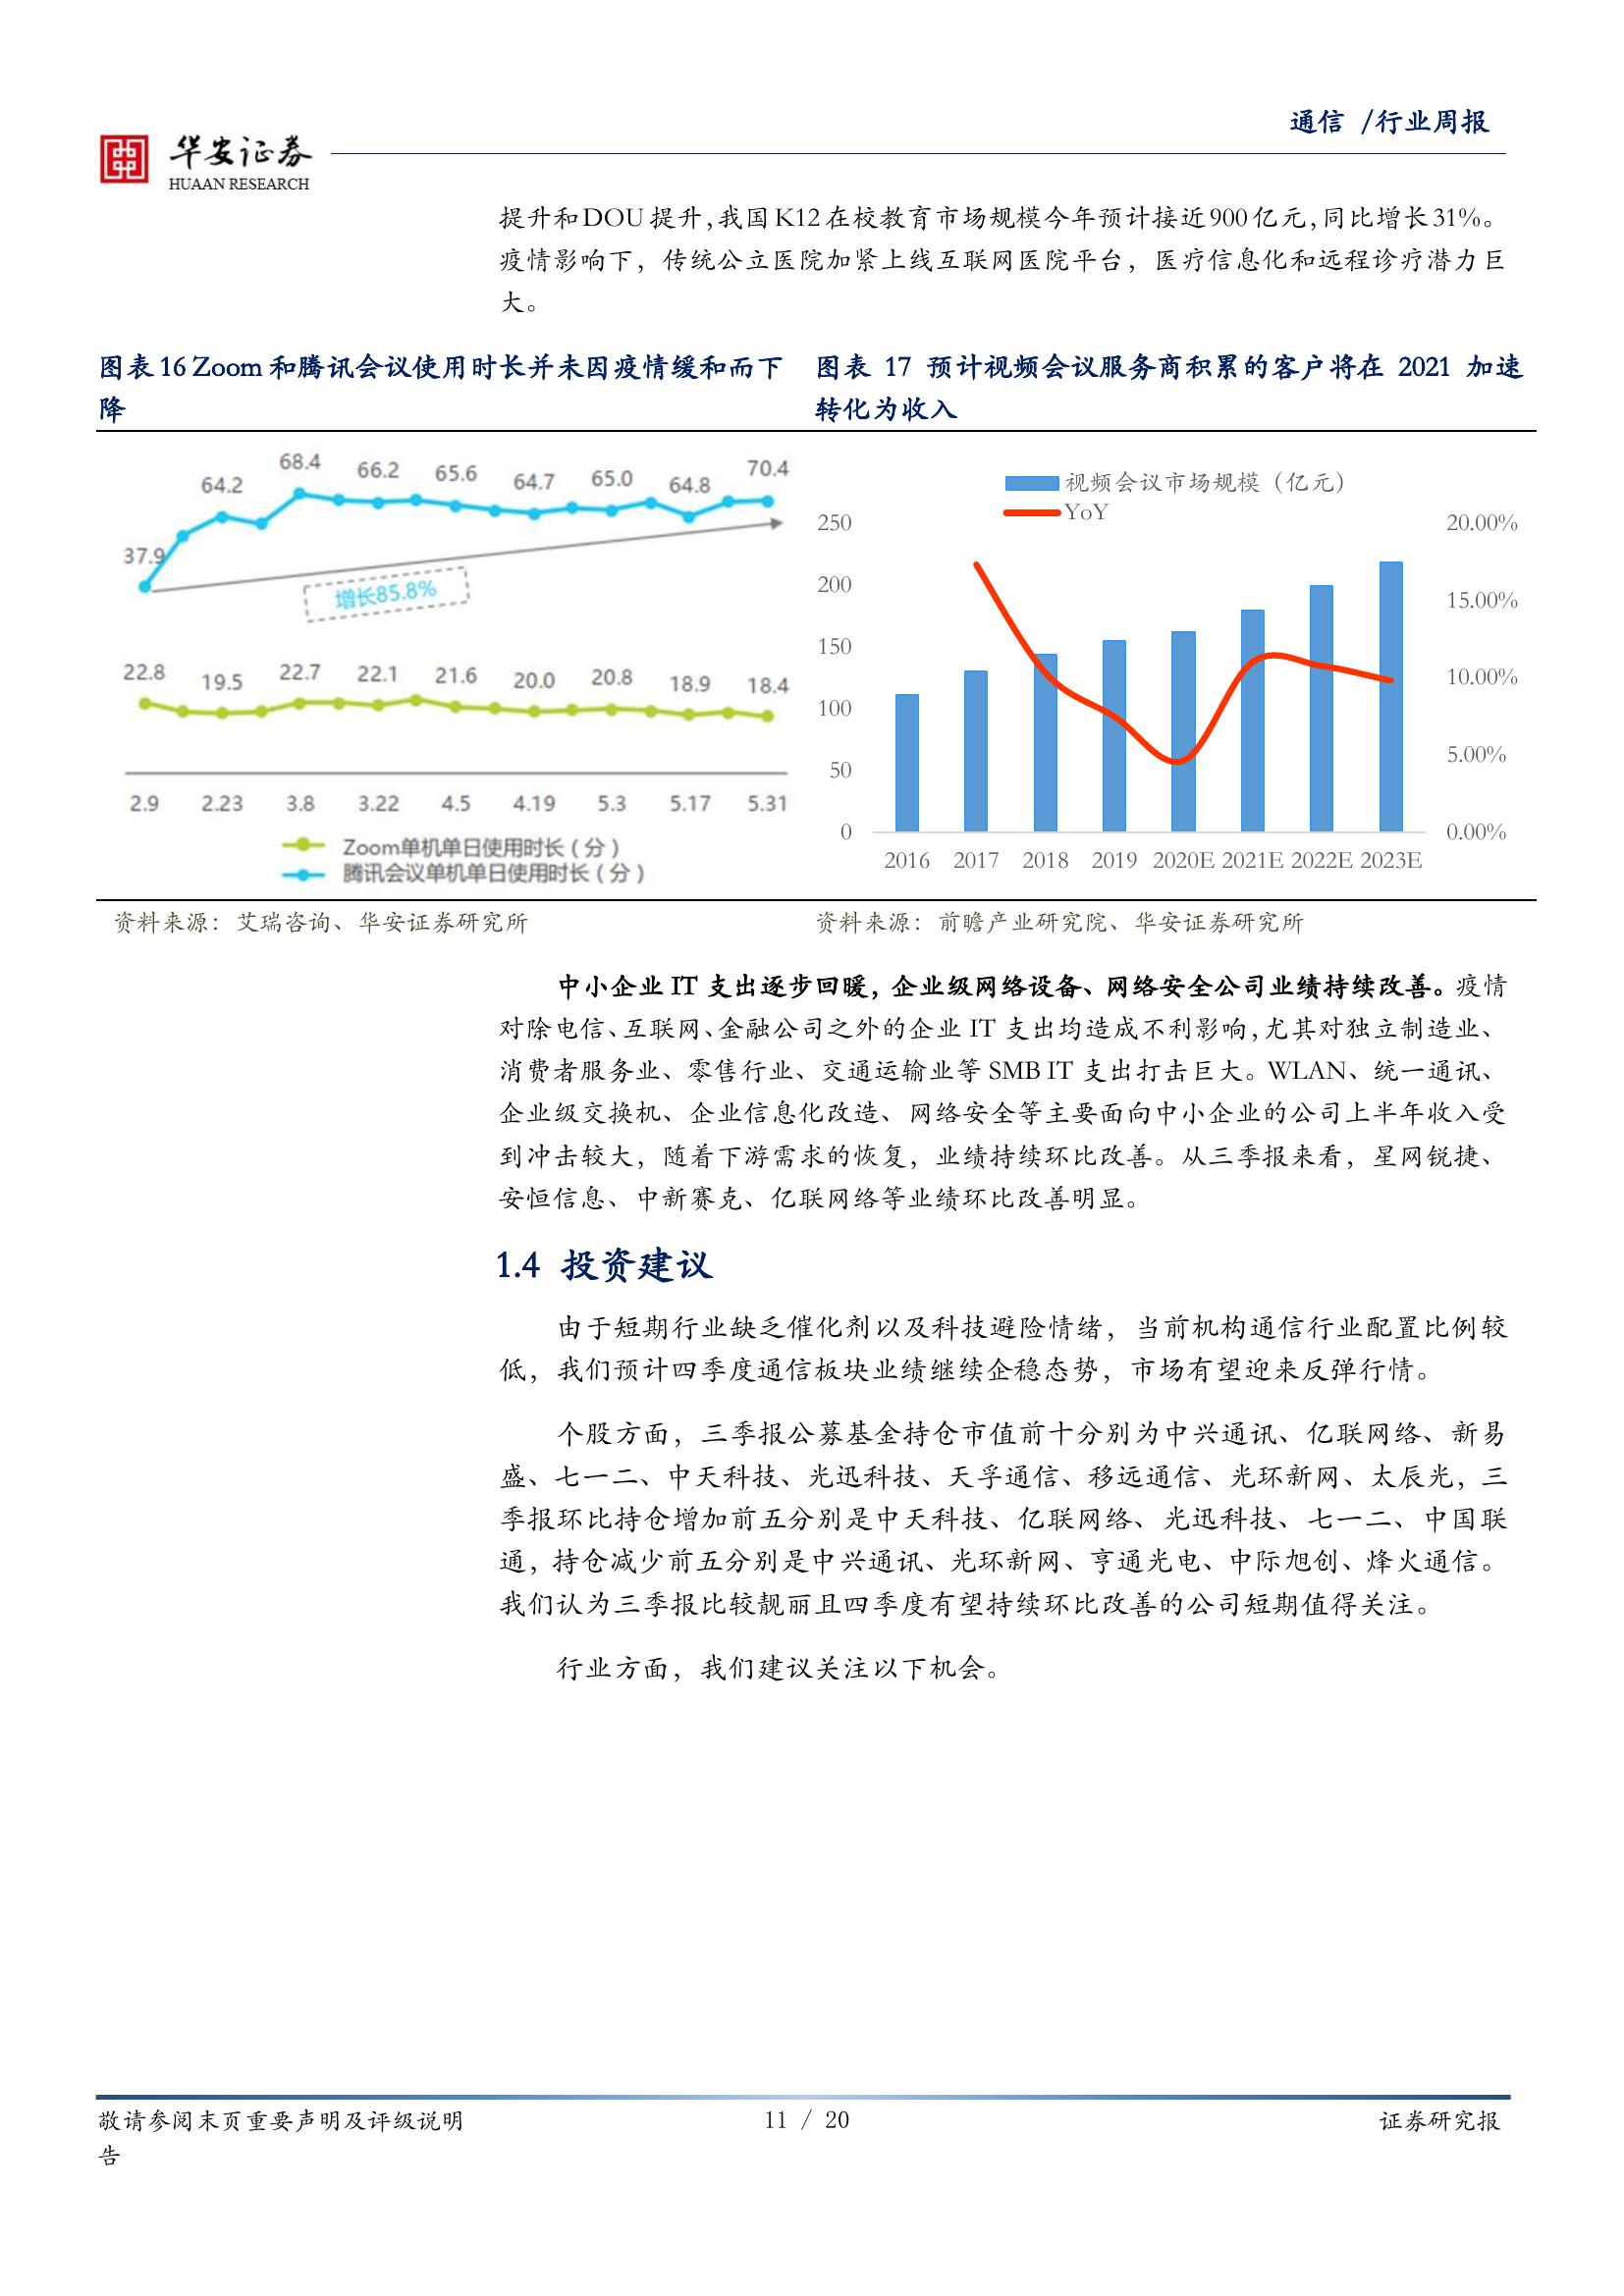 通信 /行业周报
华安证券
HUAAN RESEARCH
提升和DOU提升,我国K12在校教育市场规模今年预计接近900亿元,同比增长31%。
疫情影响下，传统公立医院加紧上线互联网医院平台，医疗信息化和远程诊疗潜力巨
大。
图表16 Zoom和腾讯会议使用时长并未因疫情缓和而下
降
37.9
64.2
68.4
66.2
65.6
64.7
65.0
64.8
70.4
增长85.8%
22.8
19.5
22.7
22.1
21.6
20.0
20.8
18.9
18.4
2.9 2.23 3.8 3.22 4.5 4.19 5.3 5.17 5.31
Zoom单机单日使用时长（分）
腾讯会议单机单日使用时长（分）
资料来源：艾瑞咨询、华安证券研究所
图表 17 预计视频会议服务商积累的客户将在 2021 加速
转化为收入
视频会议市场规模（亿元）
YoY
250
200
150
100
50
0
20.00%
15.00%
10.00%
5.00%
0.00%
2016 2017 2018 2019 2020E 2021E 2022E 2023E
资料来源：前瞻产业研究院、华安证券研究所
中小企业 IT 支出逐步回暖，企业级网络设备、网络安全公司业绩持续改善。疫情
对除电信、互联网、金融公司之外的企业 IT 支出均造成不利影响,尤其对独立制造业、
消费者服务业、零售行业、交通运输业等 SMB IT 支出打击巨大。WLAN、统一通讯、
企业级交换机、企业信息化改造、网络安全等主要面向中小企业的公司上半年收入受
到冲击较大，随着下游需求的恢复，业绩持续环比改善。从三季报来看，星网锐捷、
安恒信息、中新赛克、亿联网络等业绩环比改善明显。
1.4 投资建议
由于短期行业缺乏催化剂以及科技避险情绪，当前机构通信行业配置比例较
低，我们预计四季度通信板块业绩继续企稳态势，市场有望迎来反弹行情。
个股方面，三季报公募基金持仓市值前十分别为中兴通讯、亿联网络、新易
盛、七一二、中天科技、光迅科技、天孚通信、移远通信、光环新网、太辰光，三
季报环比持仓增加前五分别是中天科技、亿联网络、光迅科技、七一二、中国联
通，持仓减少前五分别是中兴通讯、光环新网、亨通光电、中际旭创、烽火通信。
我们认为三季报比较靓丽且四季度有望持续环比改善的公司短期值得关注。
行业方面，我们建议关注以下机会。
敬请参阅末页重要声明及评级说明
11 / 20
证券研究报
告